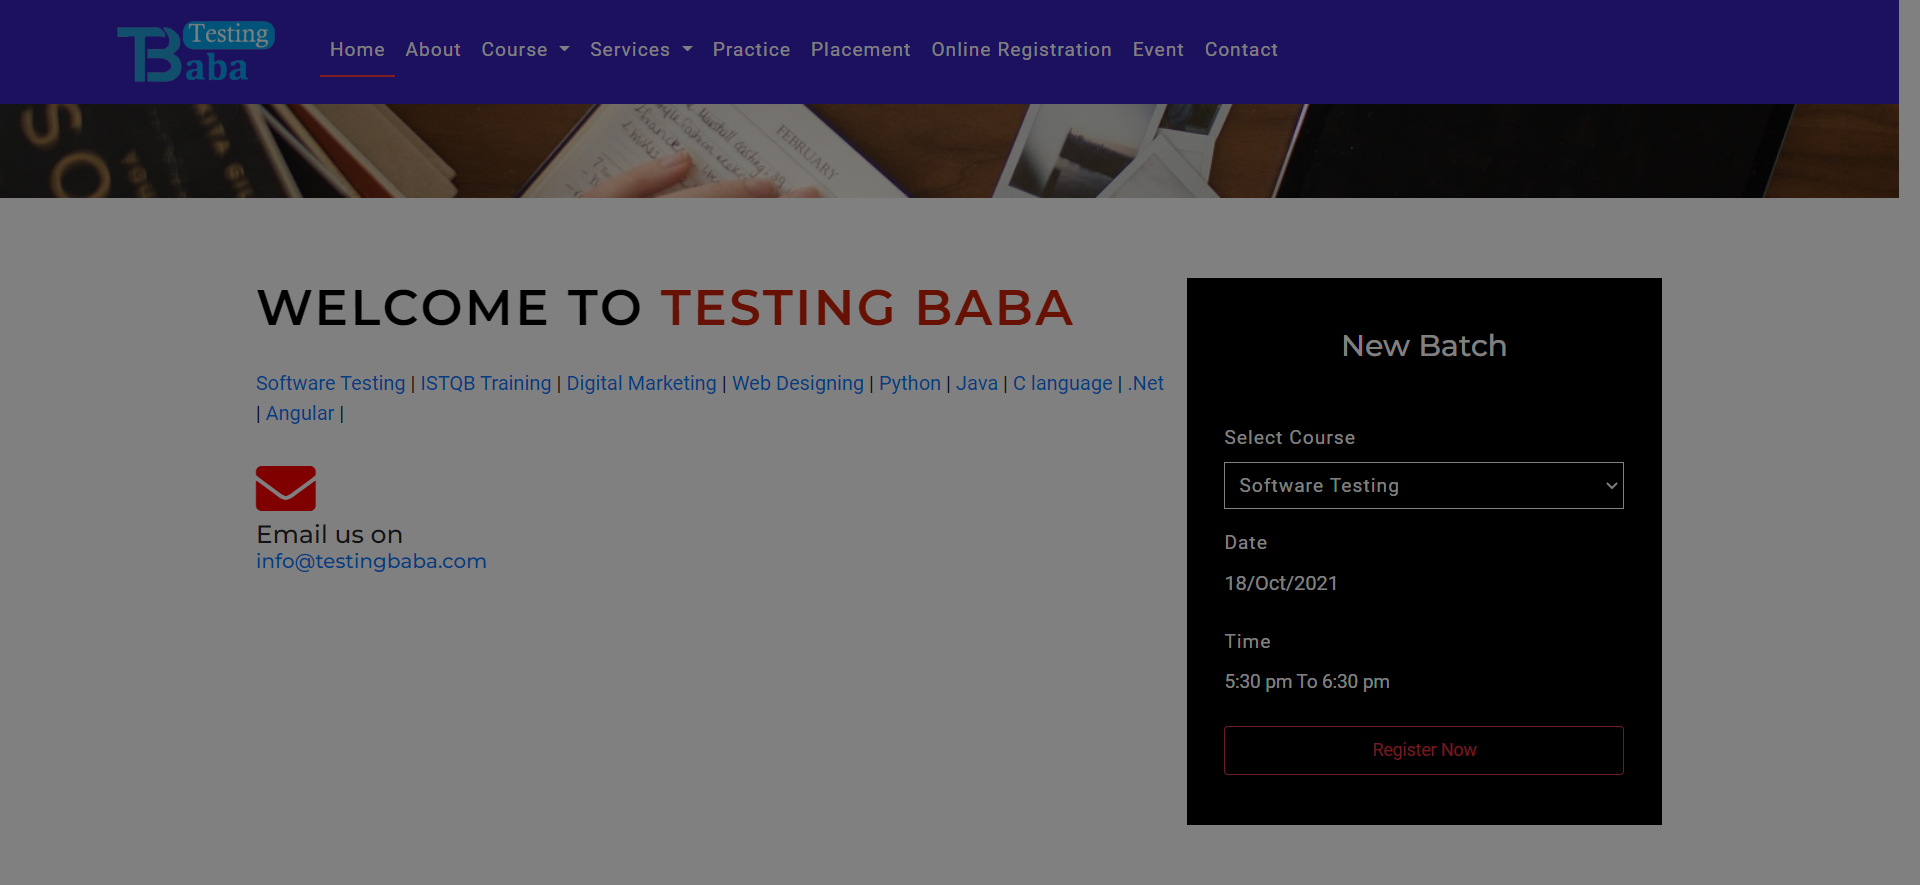 Testing
Baba
Home About Course Services Practice Placement Online Registration Event Contact
FEBRUARY
WELCOME TO TESTING BABA
Software Testing | ISTQB Training | Digital Marketing | Web Designing | Python | Java | C language | .Net
| Angular |
Email us on
info@testingbaba.com
New Batch
Select Course
Software Testing
Date
18/Oct/2021
Time
5:30 pm To 6:30 pm
Register Now